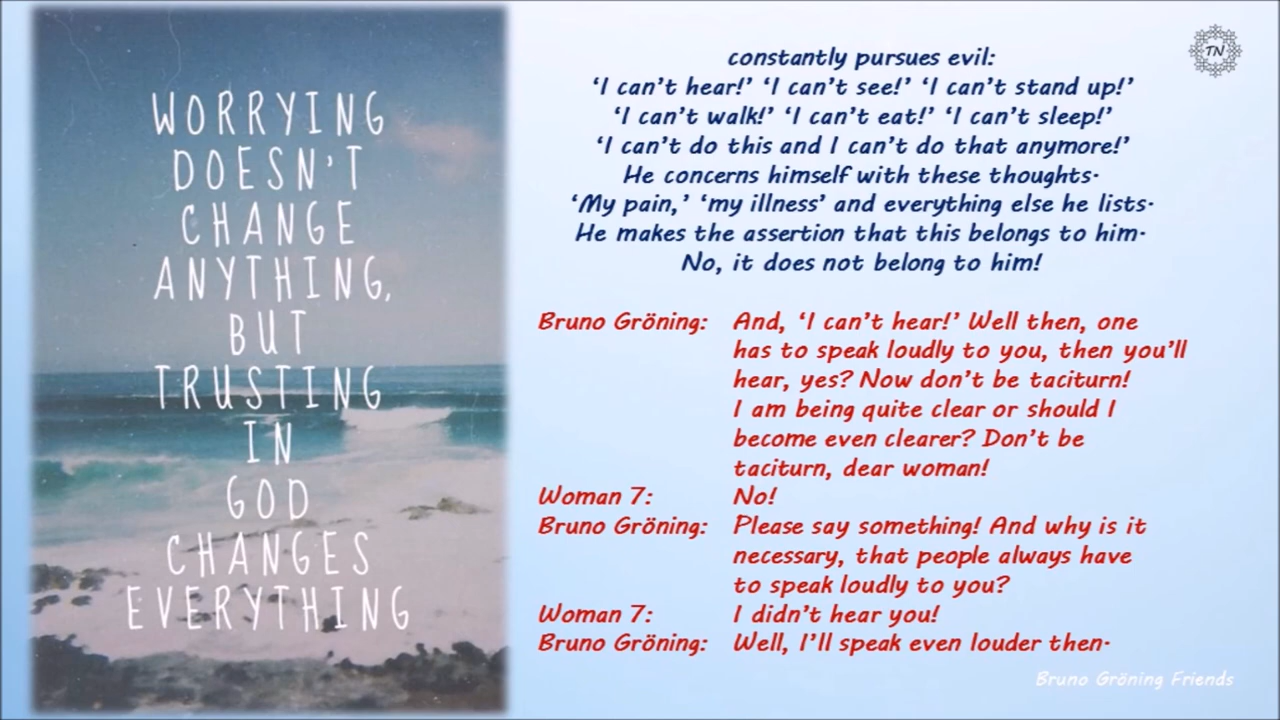 WORRYING
DOESN'T
CHANGE
ANYTHING,
BUT
TRUSTING
IN
GOD
CHANGES
EVERYTHING
TN
constantly pursues evil:
‘I can’t hear!’ ‘I can’t see!’ ‘I can’t stand up!’
‘I can’t walk!’ ‘I can’t eat!’ ‘I can’t sleep!’
‘I can’t do this and I can’t do that anymore!’
He concerns himself with these thoughts.
‘My pain,’ ‘my illness’ and everything else he lists.
He makes the assertion that this belongs to him.
No, it does not belong to him!
Bruno Gröning: And, ‘I can’t hear!’ Well then, one
has to speak loudly to you, then you’ll
hear, yes? Now don’t be taciturn!
I am being quite clear or should I
become even clearer? Don’t be
taciturn, dear woman!
Woman 7: No!
Bruno Gröning: Please say something! And why is it
necessary, that people always have
to speak loudly to you?
Woman 7: I didn’t hear you!
Bruno Gröning: Well, I’ll speak even louder then.
Bruno Gröning Friends